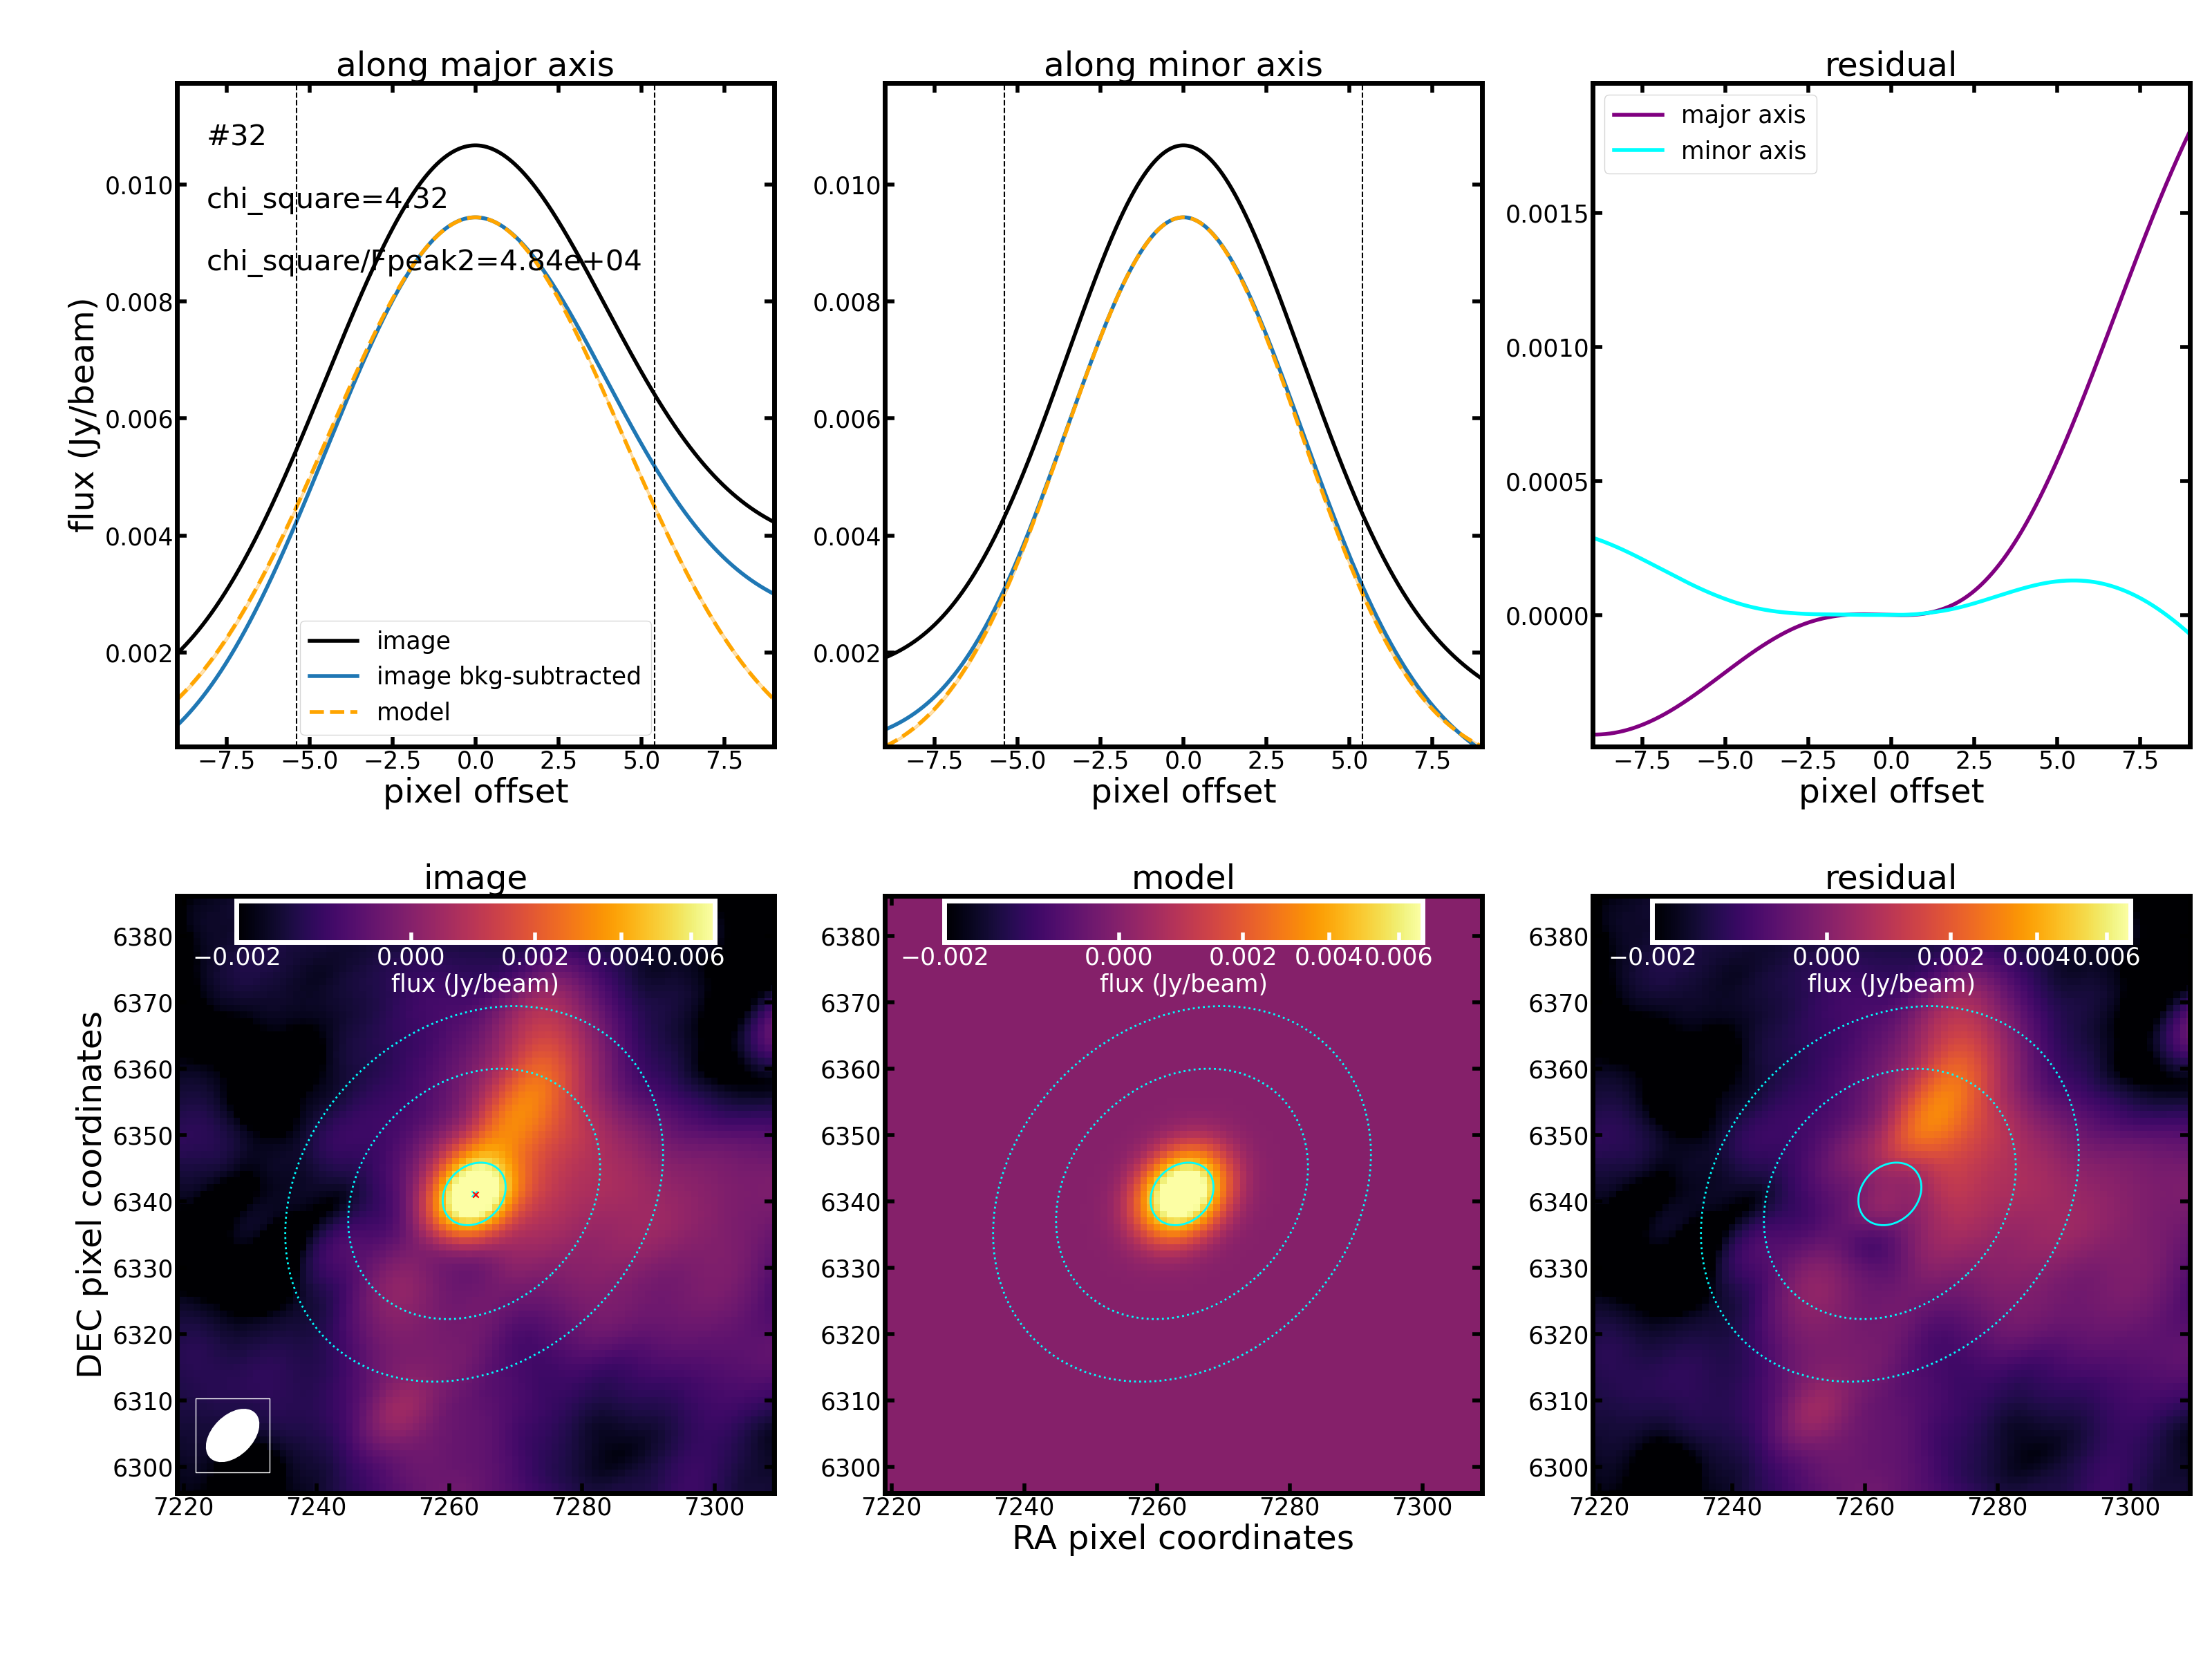 along major axis
along minor axis
residual
#32
chi_square=4.32
chi_square/Fpeak2=4.84e+04
image
image bkg-subtracted
model
0.010
0.008
0.006
0.004
0.002
flux (Jy/beam)
−7.5 −5.0 −2.5 0.0 2.5 5.0 7.5
pixel offset
0.010
0.008
0.006
0.004
0.002
−7.5 −5.0 −2.5 0.0 2.5 5.0 7.5
pixel offset
major axis
minor axis
0.0015
0.0010
0.0005
0.0000
−7.5 −5.0 −2.5 0.0 2.5 5.0 7.5
pixel offset
image
model
residual
−0.002 0.000 0.002 0.004 0.006
flux (Jy/beam)
6380
6370
6360
6350
6340
6330
6320
6310
6300
DEC pixel coordinates
7220 7240 7260 7280 7300
−0.002 0.000 0.002 0.004 0.006
flux (Jy/beam)
6380
6370
6360
6350
6340
6330
6320
6310
6300
7220 7240 7260 7280 7300
RA pixel coordinates
−0.002 0.000 0.002 0.004 0.006
flux (Jy/beam)
6380
6370
6360
6350
6340
6330
6320
6310
6300
7220 7240 7260 7280 7300